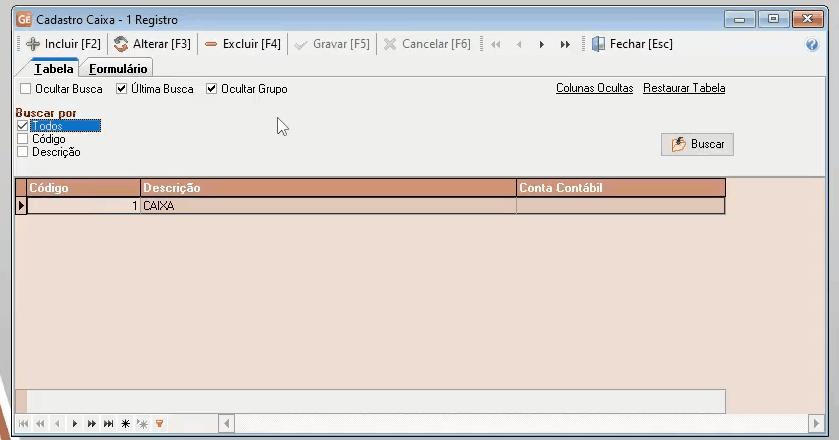 GE Cadastro Caixa - 1 Registro
Incluir [F2] Alterar [F3] Excluir [F4] Gravar [F5] Cancelar [F6] Fechar [Esc]
Tabela Formulário
Ocultar Busca Última Busca Ocultar Grupo Colunas Ocultas Restaurar Tabela
Buscar por
Todos
Código
Descrição
Buscar
Código Descrição Conta Contábil
1 CAIXA